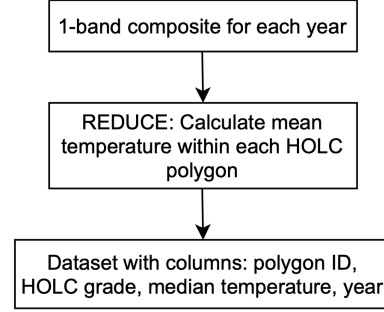 1-band composite for each year
REDUCE: Calculate mean
temperature within each HOLC
polygon
Dataset with columns: polygon ID,
HOLC grade, median temperature, year